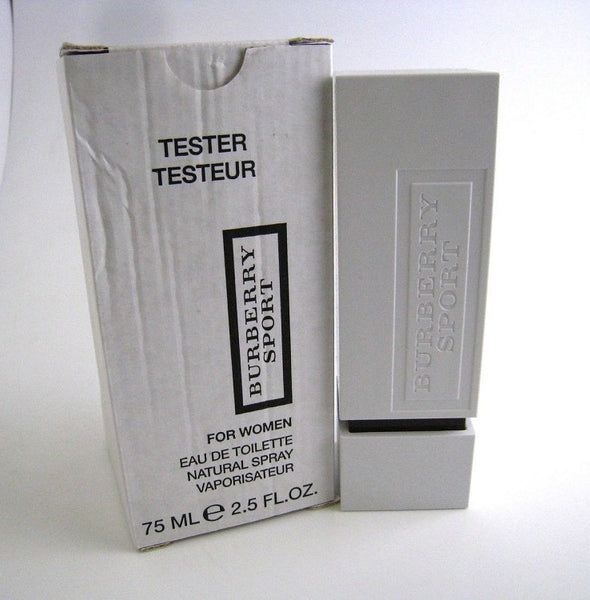 TESTER
TESTEUR
BURBERRY
SPORT
FOR WOMEN
EAU DE TOILETTE
NATURAL SPRAY
VAPORISATEUR
75 ML ℮ 2.5 FL.OZ.
BURBERRY
SPORT